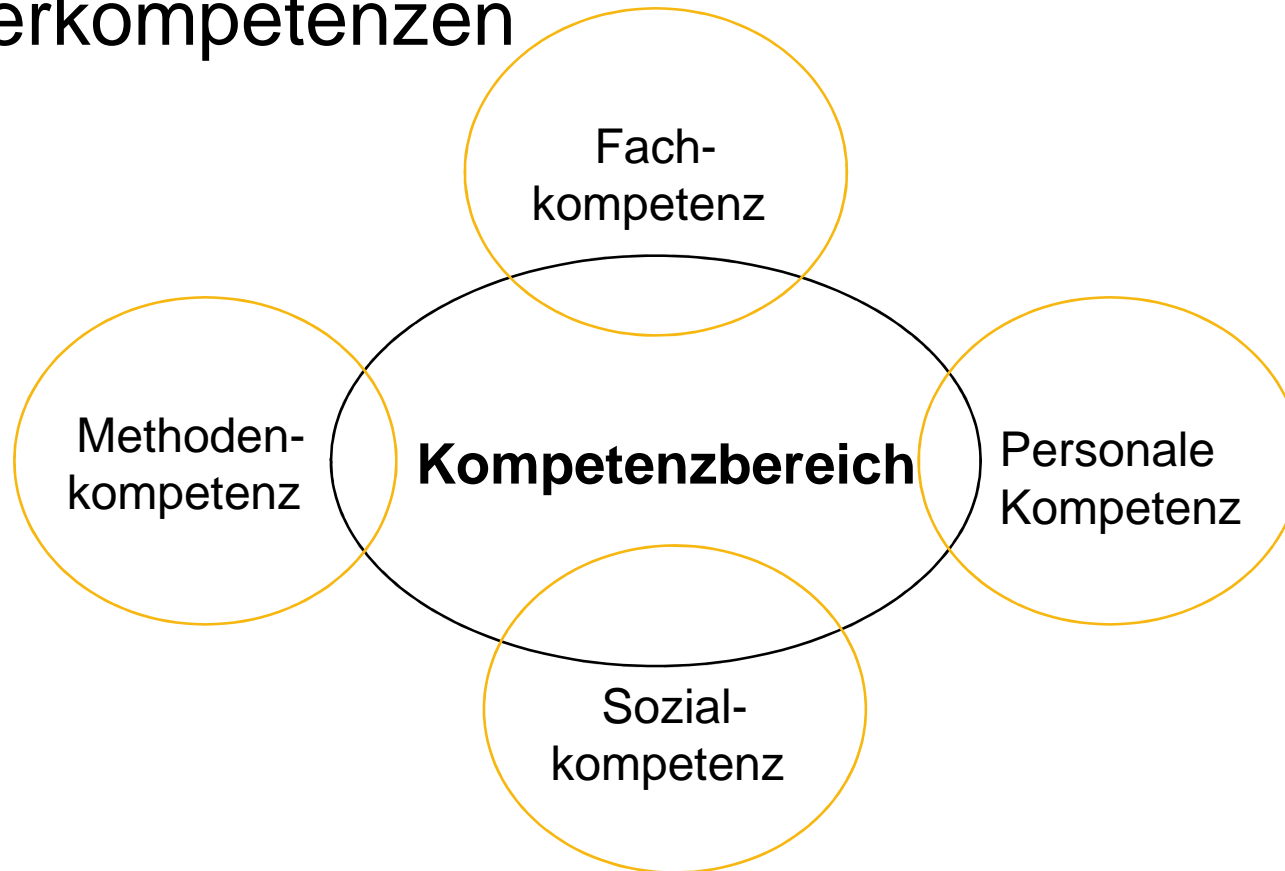 erkompetenzen
Fach-
kompetenz
Methoden-
kompetenz
Kompetenzbereich
Personale
Kompetenz
Sozial-
kompetenz